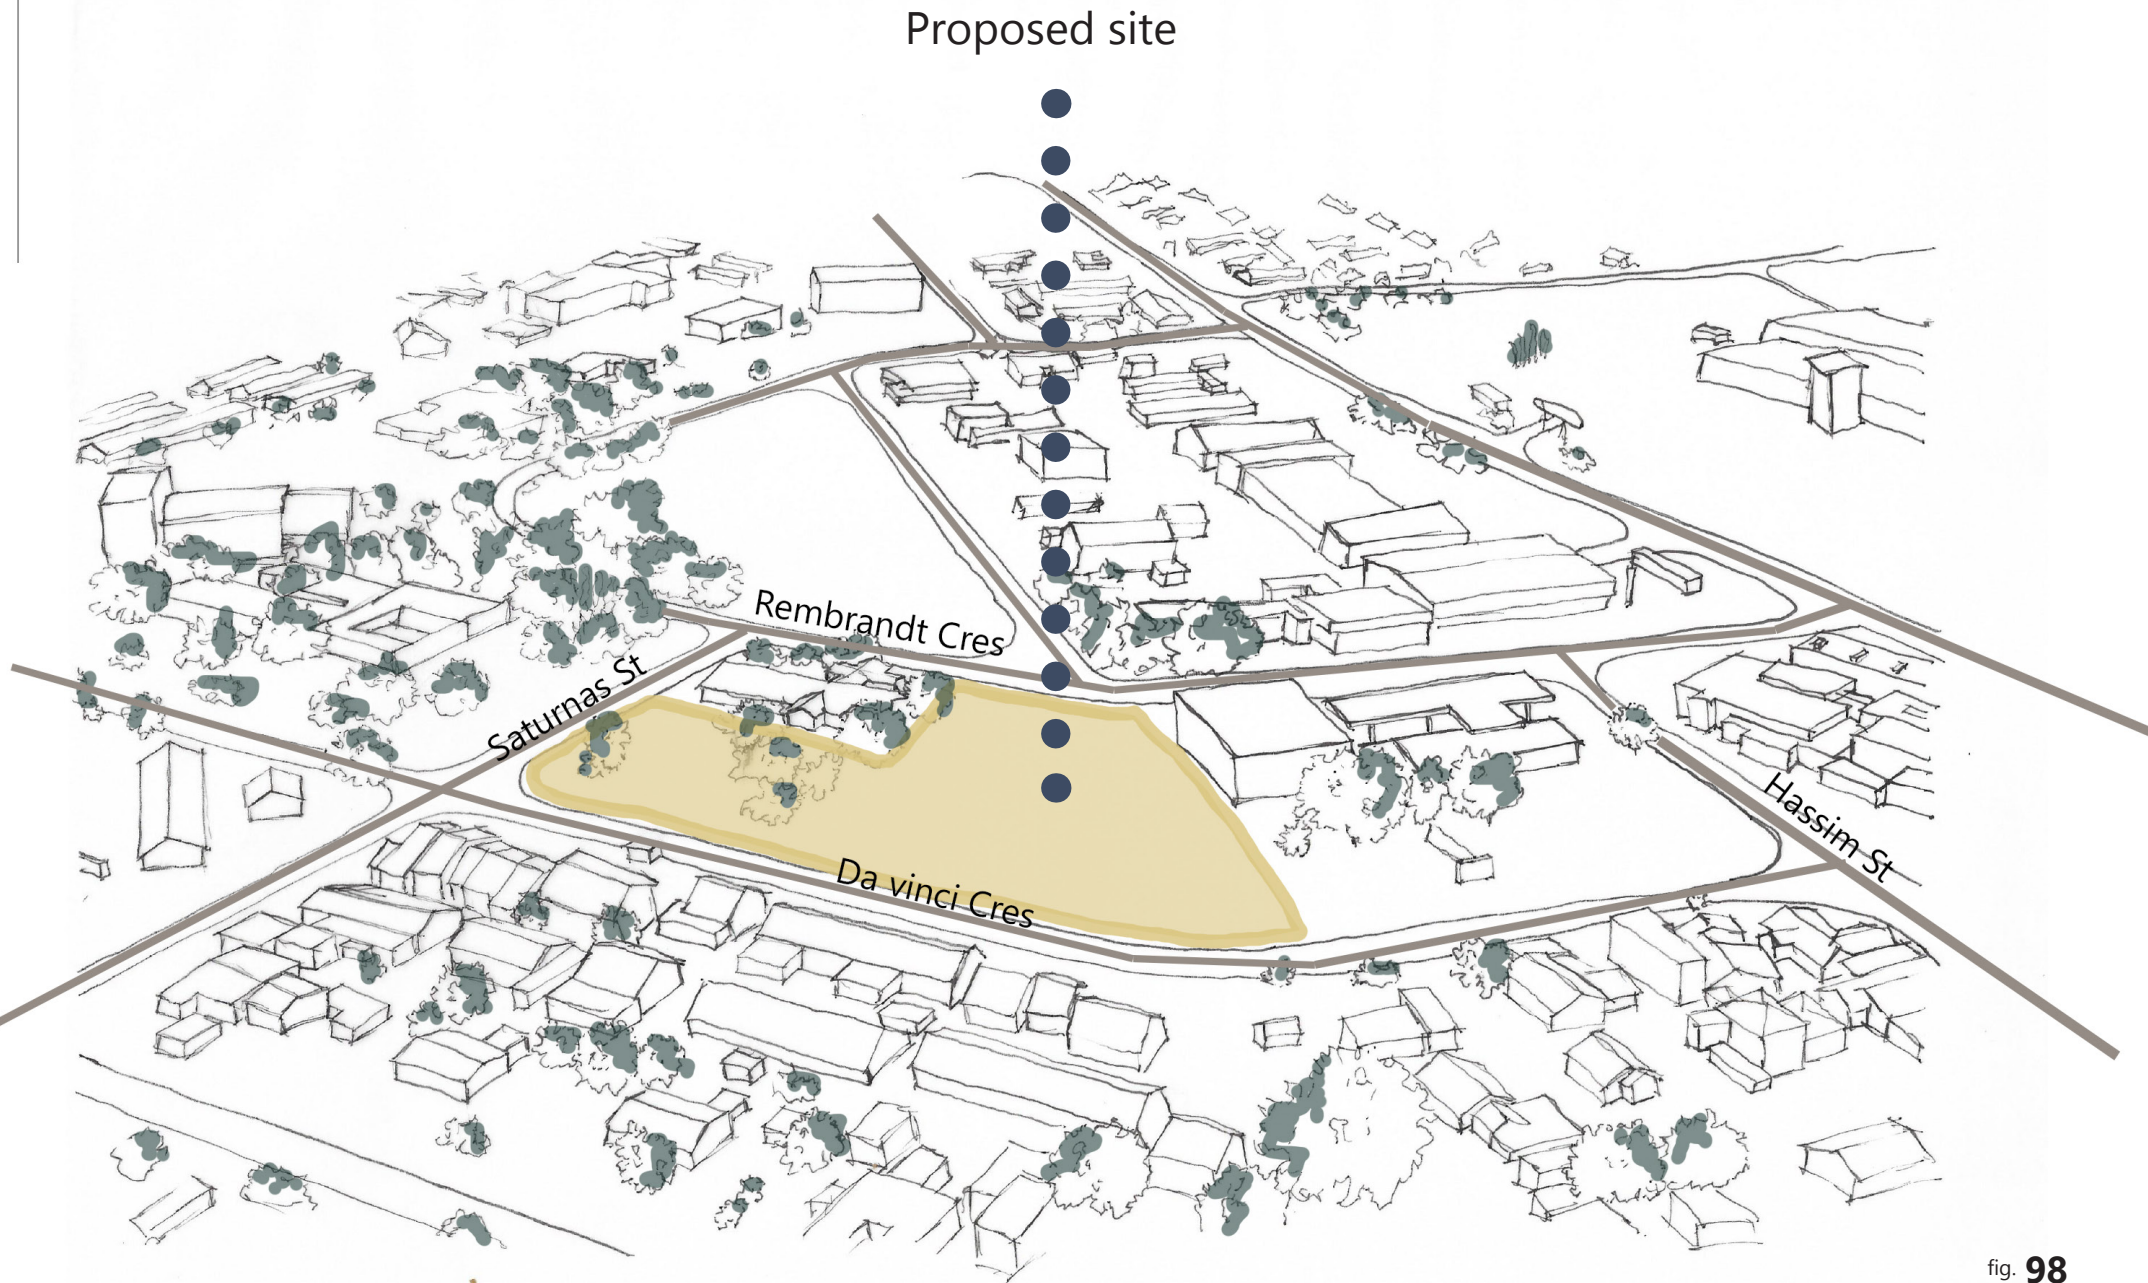 Proposed site
Rembrandt Cres
Saturnas St
Hassim St
Da vinci Cres
fig. 98